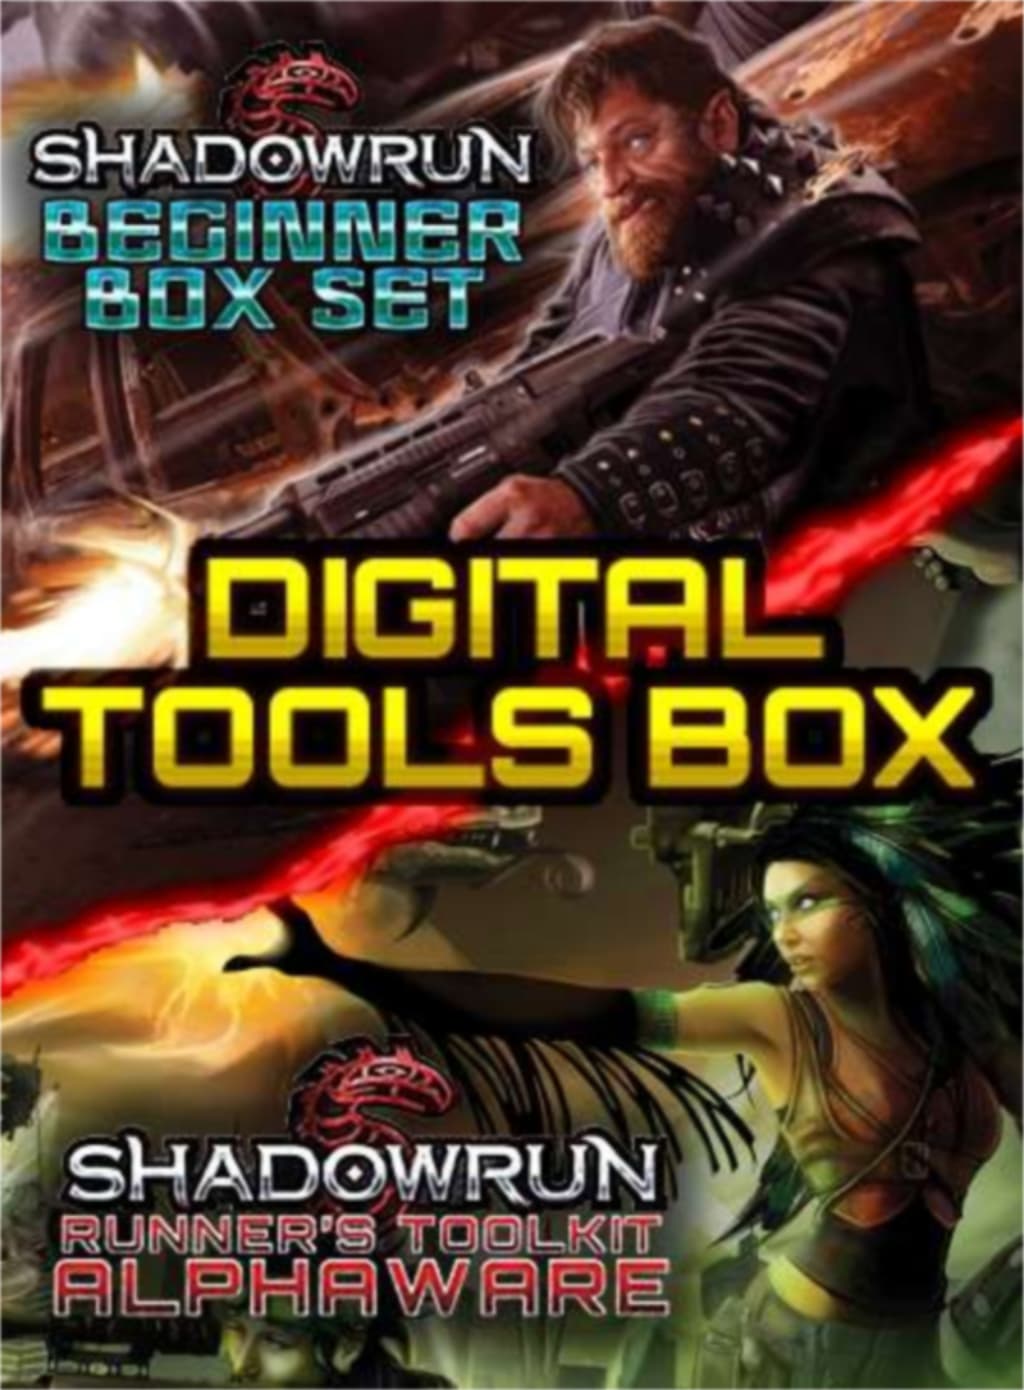 SHADOWRUN
BEGINNER
BOX SET
DIGITAL
TOOLS BOX
SHADOWRUN
RUNNER'S TOOLKIT
ALPHAWARE